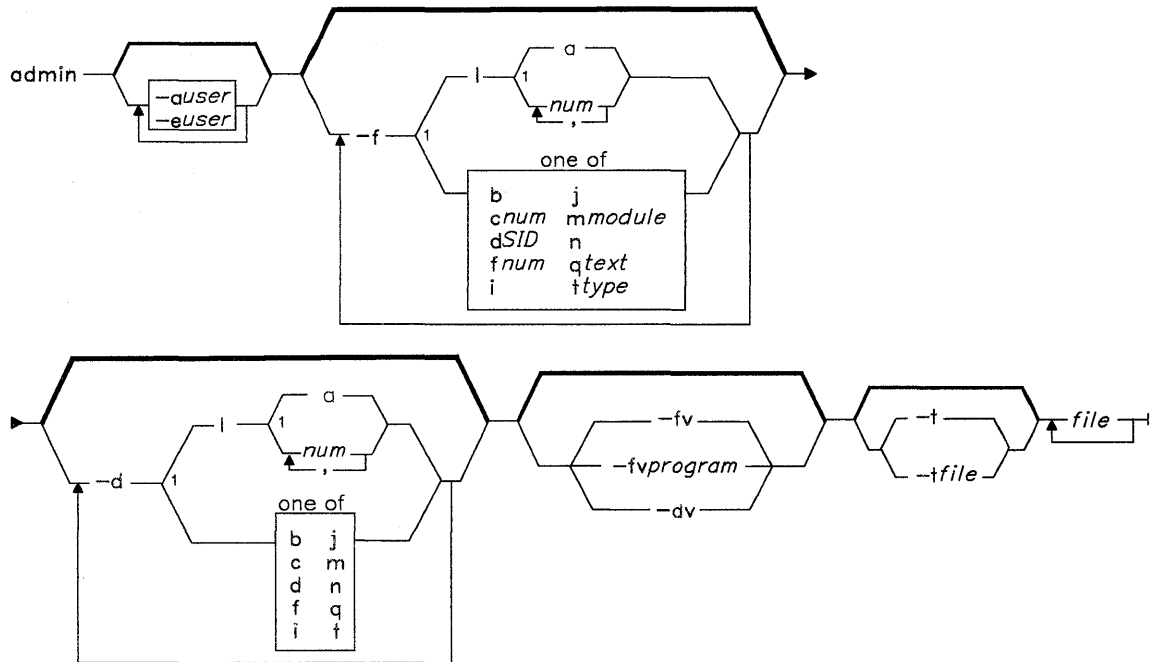 admin
-auser
-euser
-f
1
l
1
a
num
,
one of
b j
cnum mmodule
dSID n
fnum qtext
i ttype
-d
1
l
1
a
num
,
one of
b j
c m
d n
f q
i t
-fv
-fvprogram
-dv
-t
-tfile
file